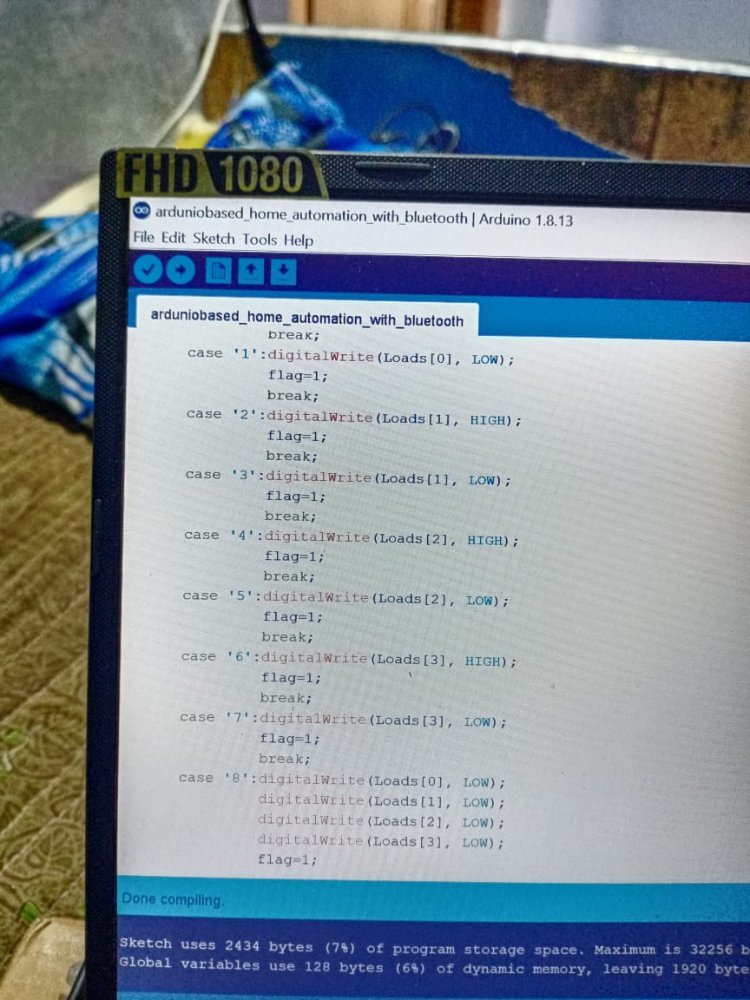 FHD 1080
arduniobased_home_automation_with_bluetooth | Arduino 1.8.13
File Edit Sketch Tools Help
arduniobased_home_automation_with_bluetooth
break;
case '1':digitalWrite(Loads[0], LOW);
flag=1;
break;
case '2':digitalWrite(Loads[1], HIGH);
flag=1;
break;
case '3':digitalWrite(Loads[1], LOW);
flag=1;
break;
case '4':digitalWrite(Loads[2], HIGH);
flag=1;
break;
case '5':digitalWrite(Loads[2], LOW);
flag=1;
break;
case '6':digitalWrite(Loads[3], HIGH);
flag=1;
break;
case '7':digitalWrite(Loads[3], LOW);
flag=1;
break;
case '8':digitalWrite(Loads[0], LOW);
digitalWrite(Loads[1], LOW);
digitalWrite(Loads[2], LOW);
digitalWrite(Loads[3], LOW);
flag=1;
Done compiling.
Sketch uses 2434 bytes (7%) of program storage space. Maximum is 32256 b
Global variables use 128 bytes (6%) of dynamic memory, leaving 1920 byte